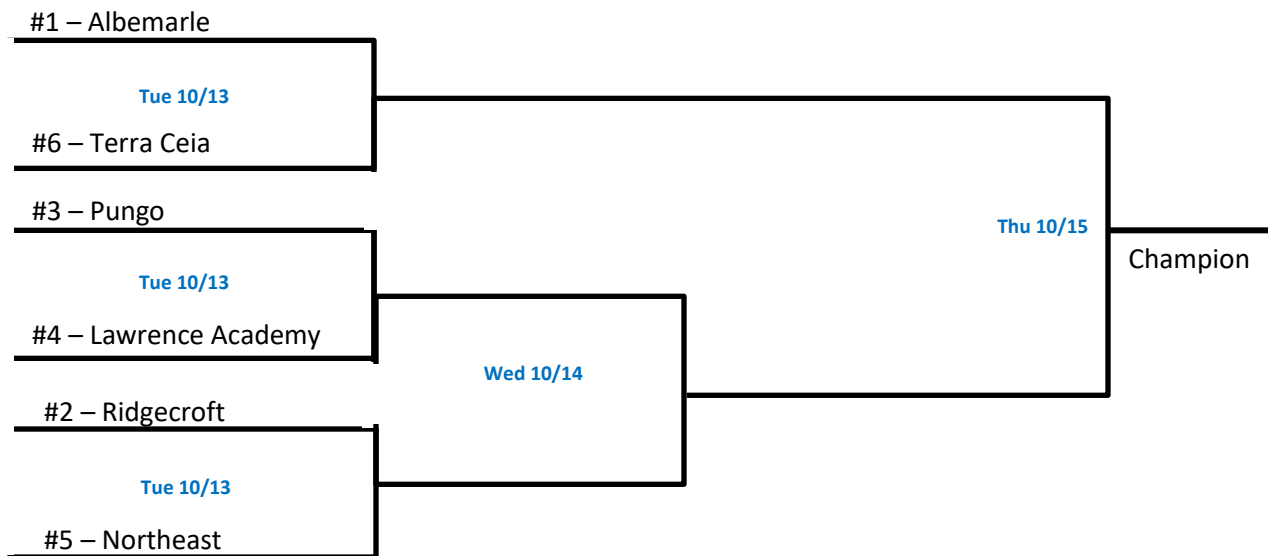 #1 – Albemarle
Tue 10/13
#6 – Terra Ceia
#3 – Pungo
Tue 10/13
#4 – Lawrence Academy
#2 – Ridgecroft
Tue 10/13
#5 – Northeast
Wed 10/14
Thu 10/15
Champion